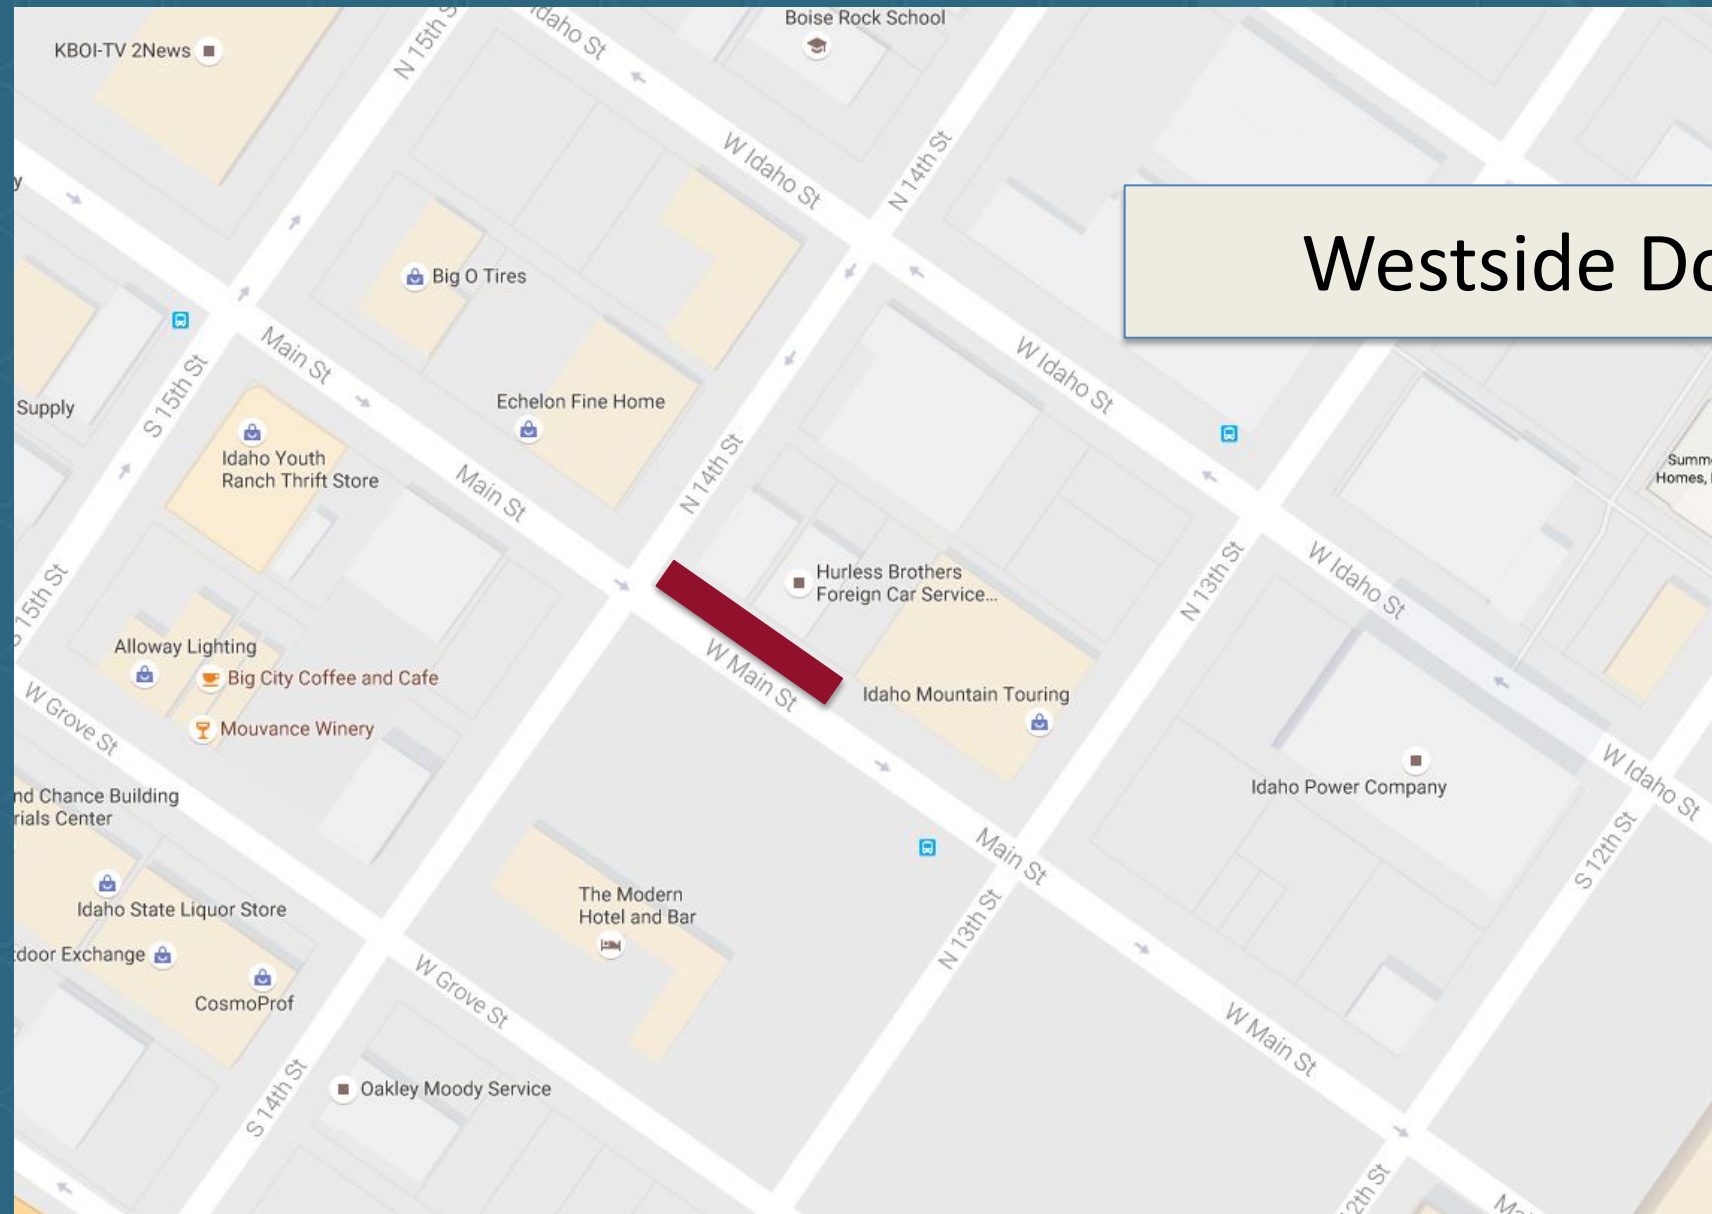 Boise Rock School
KBOI-TV 2News
N 15th S
Idaho St
W Idaho St
N 14th St
Westside Do
Big O Tires
Main St
W Idaho St
S 15th St
Supply
Echelon Fine Home
Idaho Youth
Ranch Thrift Store
Main St
N 14th St
Summ
Homes,
Hurless Brothers
Foreign Car Service...
N 13th St
W Idaho St
15th St
Alloway Lighting
Big City Coffee and Cafe
W Main St
Idaho Mountain Touring
W Grove St
Mouvance Winery
W Idaho St
Idaho Power Company
nd Chance Building
rials Center
Main St
S 12th St
The Modern
Hotel and Bar
Idaho State Liquor Store
N 13th St
tdoor Exchange
CosmoProf
W Grove St
W Main St
S 14th St
Oakley Moody Service
2th St
Ma